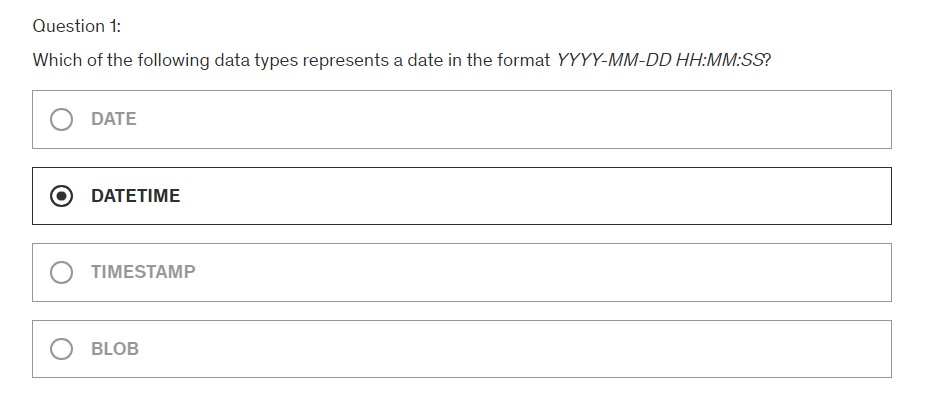 Question 1:
Which of the following data types represents a date in the format YYYY-MM-DD HH:MM:SS?
DATE
DATETIME
TIMESTAMP
BLOB